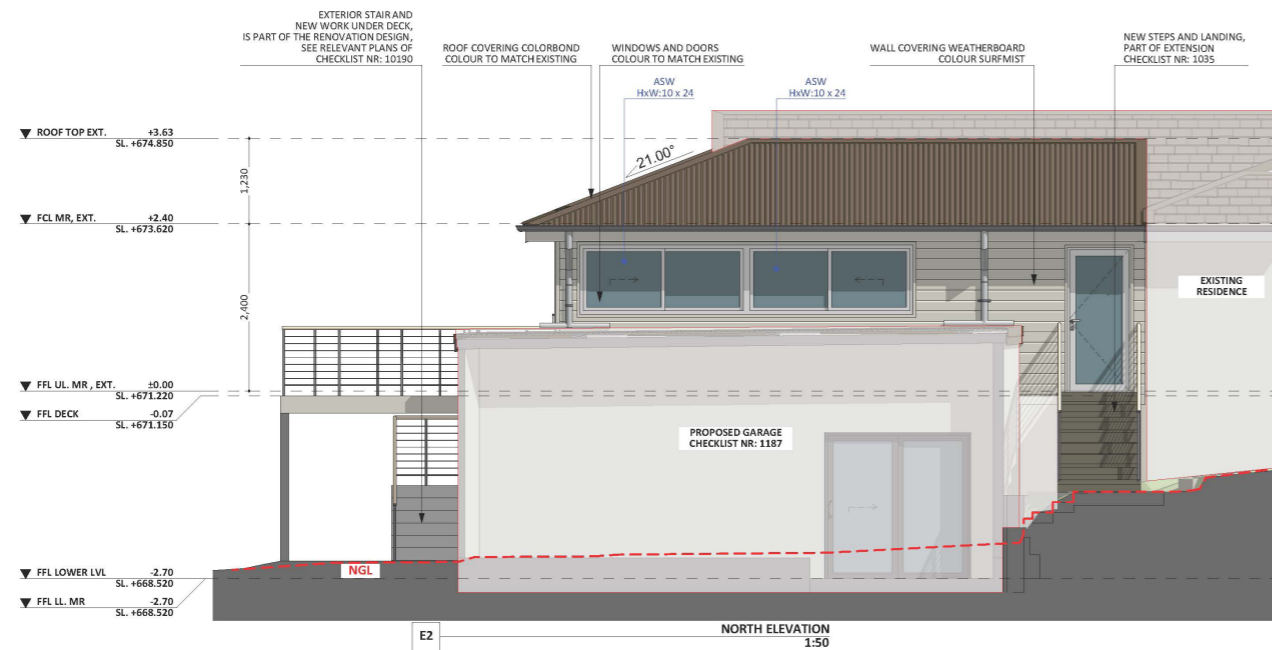 EXTERIOR STAIR AND
NEW WORK UNDER DECK,
IS PART OF THE RENOVATION DESIGN,
SEE RELEVANT PLANS OF
CHECKLIST NR: 10190
ROOF COVERING COLORBOND
COLOUR TO MATCH EXISTING
WINDOWS AND DOORS
COLOUR TO MATCH EXISTING
WALL COVERING WEATHERBOARD
COLOUR SURFMIST
NEW STEPS AND LANDING,
PART OF EXTENSION
CHECKLIST NR: 1035
ASW
HxW:10 x 24
ASW
HxW:10 x 24
ROOF TOP EXT. +3.63
SL. +674.850
21.00°
1,230
FCL MR, EXT. +2.40
SL. +673.620
2,400
EXISTING
RESIDENCE
FFL UL. MR , EXT. ±0.00
SL. +671.220
FFL DECK -0.07
SL. +671.150
PROPOSED GARAGE
CHECKLIST NR: 1187
NGL
FFL LOWER LVL -2.70
SL. +668.520
FFL LL. MR -2.70
SL. +668.520
E2
NORTH ELEVATION
1:50